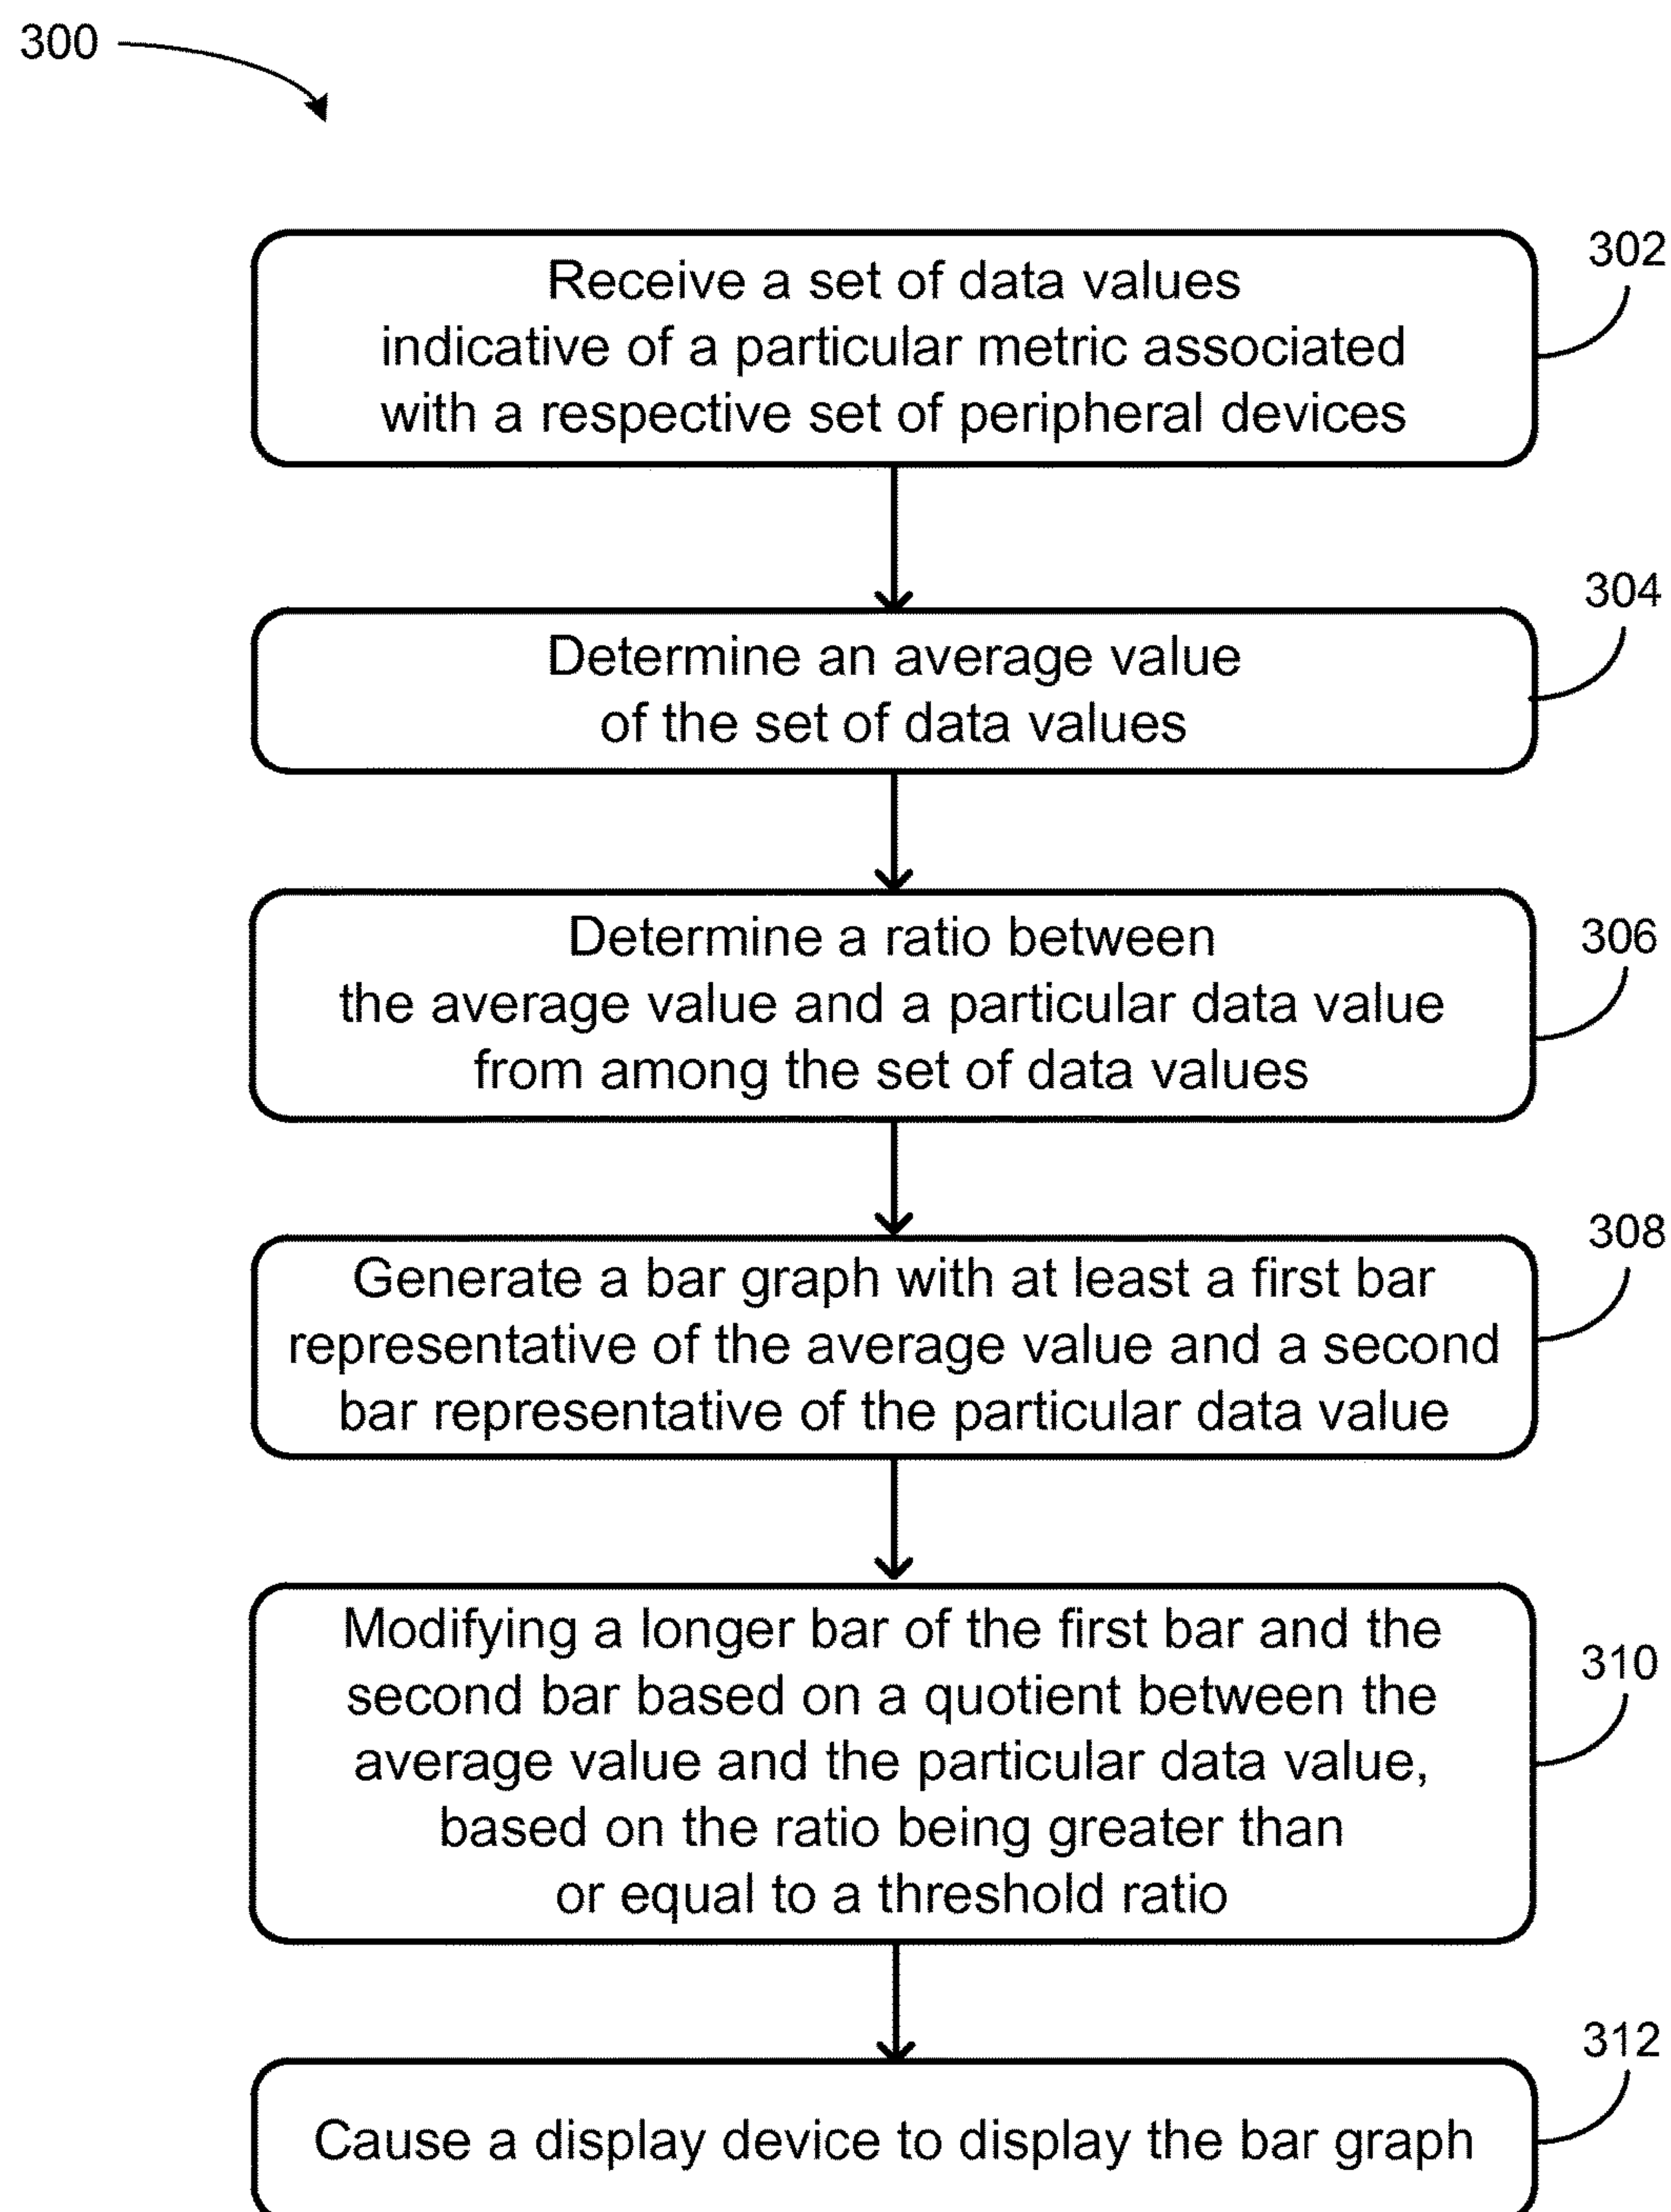 300
302
Receive a set of data values
indicative of a particular metric associated
with a respective set of peripheral devices
304
Determine an average value
of the set of data values
306
Determine a ratio between
the average value and a particular data value
from among the set of data values
308
Generate a bar graph with at least a first bar
representative of the average value and a second
bar representative of the particular data value
310
Modifying a longer bar of the first bar and the
second bar based on a quotient between the
average value and the particular data value,
based on the ratio being greater than
or equal to a threshold ratio
312
Cause a display device to display the bar graph